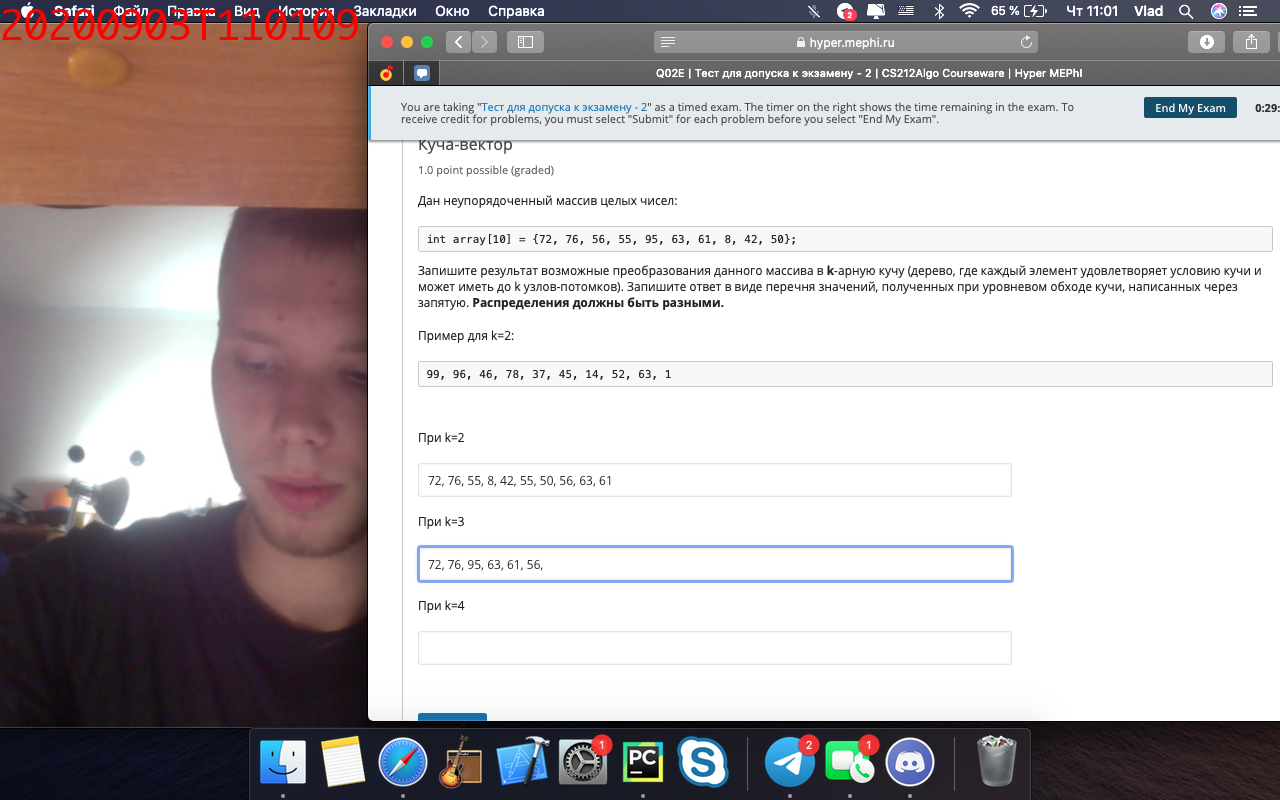 20200903T110109
Safari Файл Правка Вид История Закладки Окно Справка
2
65 %
Чт 11:01 Vlad
hyper.mephi.ru
Q02E | Тест для допуска к экзамену - 2 | CS212Algo Courseware | Hyper MEPhI
You are taking "Тест для допуска к экзамену - 2" as a timed exam. The timer on the right shows the time remaining in the exam. To
receive credit for problems, you must select "Submit" for each problem before you select "End My Exam".
End My Exam
0:29:
Куча-вектор
1.0 point possible (graded)
Дан неупорядоченный массив целых чисел:
int array[10] = {72, 76, 56, 55, 95, 63, 61, 8, 42, 50};
Запишите результат возможные преобразования данного массива в k-арную кучу (дерево, где каждый элемент удовлетворяет условию кучи и
может иметь до k узлов-потомков). Запишите ответ в виде перечня значений, полученных при уровневом обходе кучи, написанных через
запятую. Распределения должны быть разными.
Пример для k=2:
99, 96, 46, 78, 37, 45, 14, 52, 63, 1
При k=2
72, 76, 55, 8, 42, 55, 50, 56, 63, 61
При k=3
72, 76, 95, 63, 61, 56,
При k=4
1
PC
2
1